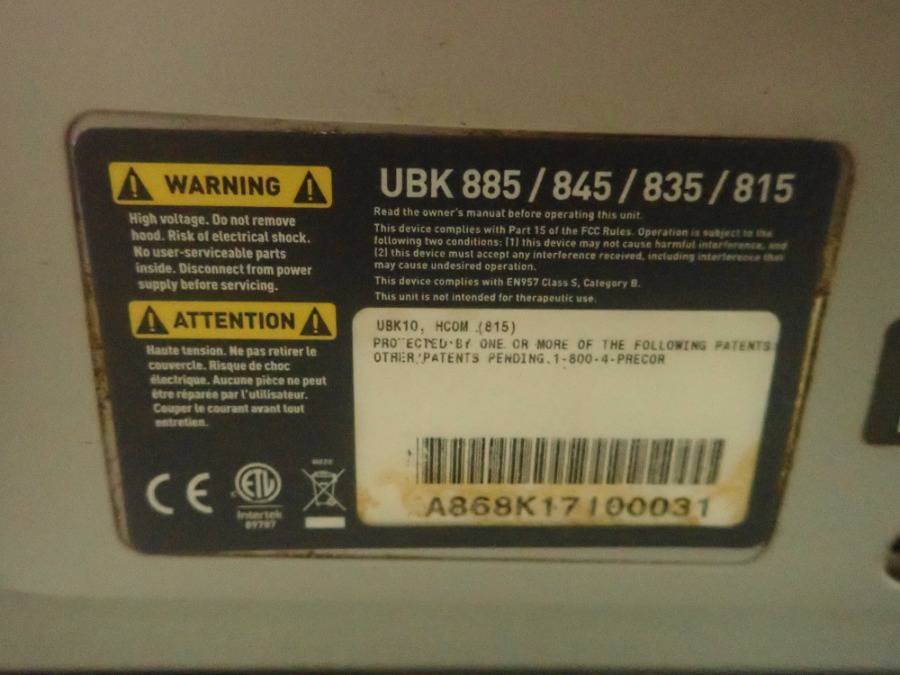 WARNING
High voltage. Do not remove
hood. Risk of electrical shock.
No user-serviceable parts
inside. Disconnect from power
supply before servicing.
ATTENTION
Haute tension. Ne pas retirer le
couvercle. Risque de choc
électrique. Aucune pièce ne peut
être réparée par l'utilisateur.
Couper le courant avant tout
entretien.
CE
ETL
Intertek
UBK 885 / 845 / 835 / 815
Read the owner's manual before operating this unit.
This device complies with Part 15 of the FCC Rules. Operation is subject to the
following two conditions: (1) this device may not cause harmful interference, and
(2) this device must accept any interference received, including interference that
may cause undesired operation.
This device complies with EN957 Class S, Category B.
This unit is not intended for therapeutic use.
UBK10, HCOM (815)
PROTECTED BY ONE OR MORE OF THE FOLLOWING PATENTS
OTHER PATENTS PENDING.1-800-4-PRECOR
A868K17100031